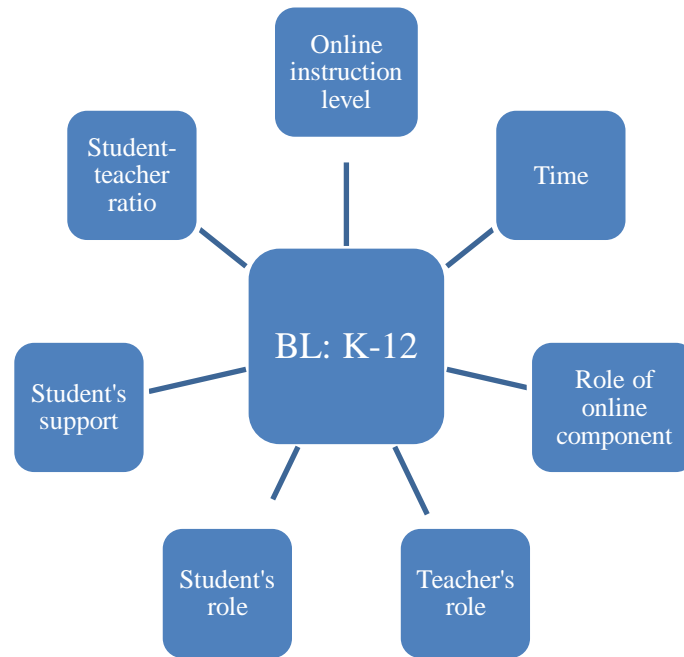 Online
instruction
level
Student-
teacher
ratio
Time
BL: K-12
Role of
online
component
Student's
support
Student's
role
Teacher's
role